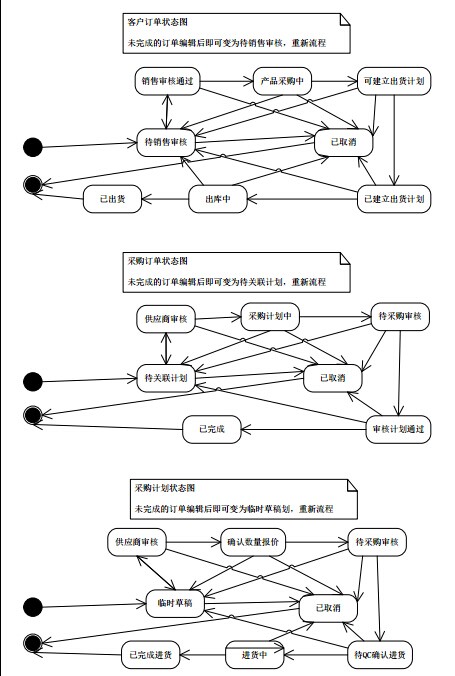 客户订单状态图
未完成的订单编辑后即可变为待销售审核，重新流程
销售审核通过
产品采购中
可建立出货计划
待销售审核
已取消
已出货
出库中
已建立出货计划
采购订单状态图
未完成的订单编辑后即可变为待关联计划，重新流程
供应商审核
采购计划中
待采购审核
待关联计划
已取消
已完成
审核计划通过
采购计划状态图
未完成的订单编辑后即可变为临时草稿划，重新流程
供应商审核
确认数量报价
待采购审核
临时草稿
已取消
已完成进货
进货中
待QC确认进货